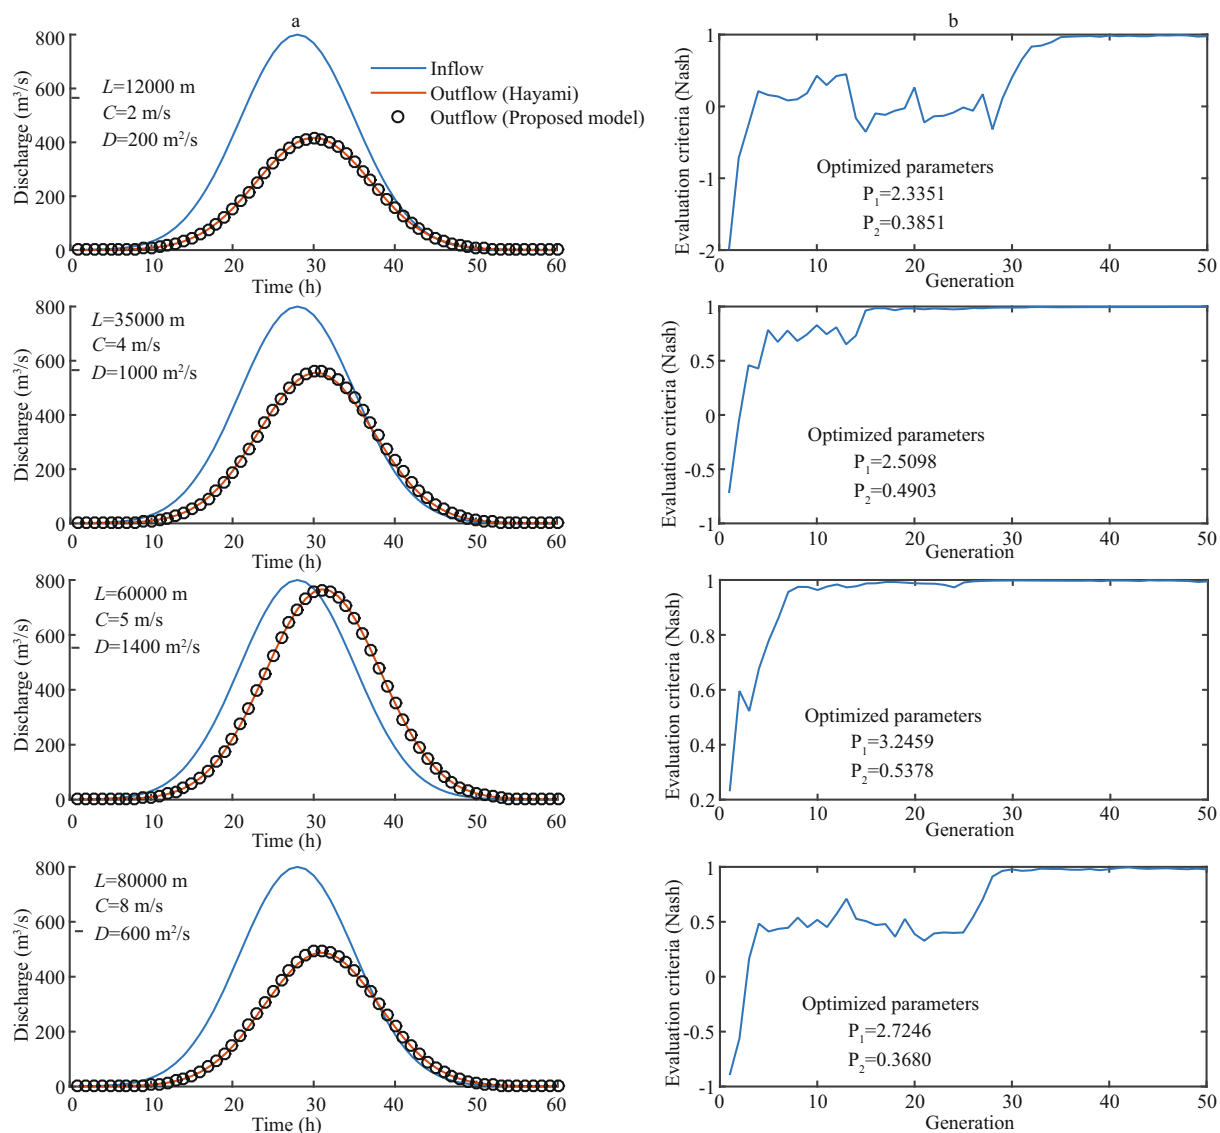 a
800
600
400
200
0
Discharge (m³/s)
L=12000 m
C=2 m/s
D=200 m²/s
Inflow
Outflow (Hayami)
Outflow (Proposed model)
0 10 20 30 40 50 60
Time (h)
b
1
0
-1
-2
Evaluation criteria (Nash)
Optimized parameters
P₁=2.3351
P₂=0.3851
0 10 20 30 40 50
Generation
800
600
400
200
0
Discharge (m³/s)
L=35000 m
C=4 m/s
D=1000 m²/s
0 10 20 30 40 50 60
Time (h)
1
0.5
0
-0.5
-1
Evaluation criteria (Nash)
Optimized parameters
P₁=2.5098
P₂=0.4903
0 10 20 30 40 50
Generation
800
600
400
200
0
Discharge (m³/s)
L=60000 m
C=5 m/s
D=1400 m²/s
0 10 20 30 40 50 60
Time (h)
1
0.8
0.6
0.4
0.2
Evaluation criteria (Nash)
Optimized parameters
P₁=3.2459
P₂=0.5378
0 10 20 30 40 50
Generation
800
600
400
200
0
Discharge (m³/s)
L=80000 m
C=8 m/s
D=600 m²/s
0 10 20 30 40 50 60
Time (h)
1
0.5
0
-0.5
-1
Evaluation criteria (Nash)
Optimized parameters
P₁=2.7246
P₂=0.3680
0 10 20 30 40 50
Generation